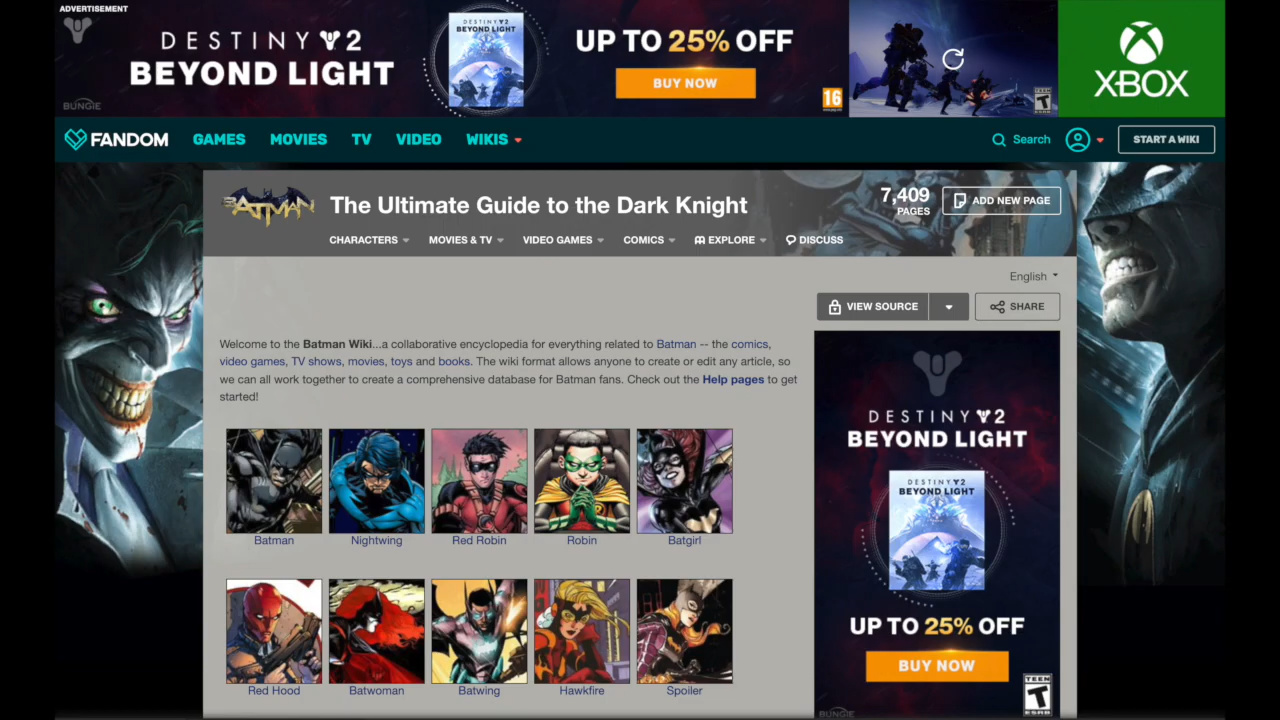 ADVERTISEMENT
DESTINY 2
BEYOND LIGHT
BUNGIE
DESTINY 2
BEYOND LIGHT
UP TO 25% OFF
BUY NOW
16
TEEN
T
ESRB
XBOX
FANDOM
GAMES
MOVIES
TV
VIDEO
WIKIS
Search
START A WIKI
BATMAN
The Ultimate Guide to the Dark Knight
7,409
PAGES
ADD NEW PAGE
CHARACTERS
MOVIES & TV
VIDEO GAMES
COMICS
EXPLORE
DISCUSS
English
VIEW SOURCE
SHARE
Welcome to the Batman Wiki...a collaborative encyclopedia for everything related to Batman -- the comics,
video games, TV shows, movies, toys and books. The wiki format allows anyone to create or edit any article, so
we can all work together to create a comprehensive database for Batman fans. Check out the Help pages to get
started!
Batman
Nightwing
Red Robin
Robin
Batgirl
Red Hood
Batwoman
Batwing
Hawkfire
Spoiler
DESTINY 2
BEYOND LIGHT
DESTINY 2
BEYOND LIGHT
UP TO 25% OFF
BUY NOW
BUNGIE
TEEN
T
ESRB